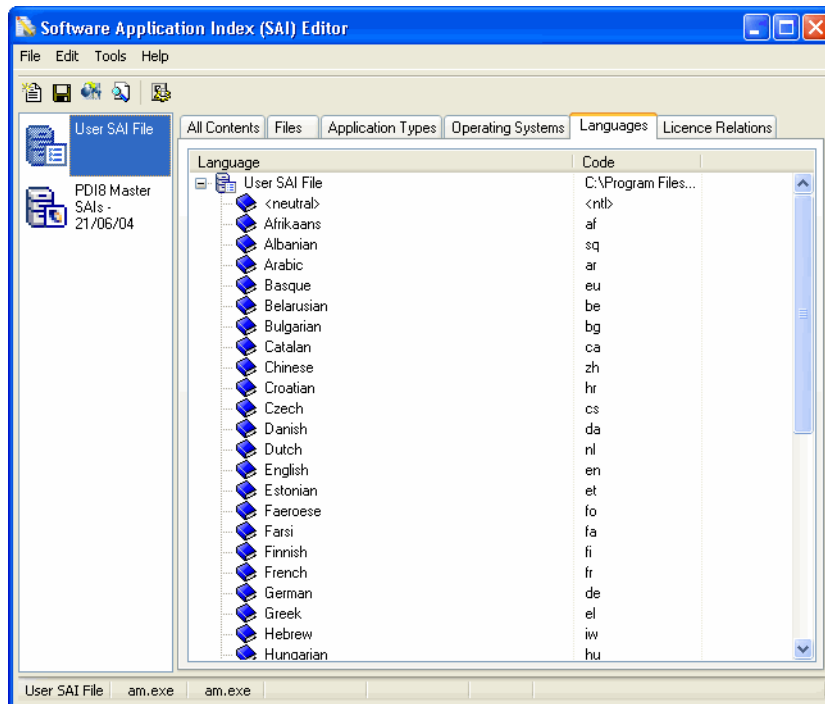 Software Application Index (SAI) Editor
File Edit Tools Help
User SAI File
PDI8 Master
SAIs -
21/06/04
All Contents Files Application Types Operating Systems Languages Licence Relations
Language Code
User SAI File C:\Program Files...
<neutral> <ntl>
Afrikaans af
Albanian sq
Arabic ar
Basque eu
Belarusian be
Bulgarian bg
Catalan ca
Chinese zh
Croatian hr
Czech cs
Danish da
Dutch nl
English en
Estonian et
Faeroese fo
Farsi fa
Finnish fi
French fr
German de
Greek el
Hebrew iw
Hungarian hu
User SAI File am.exe am.exe